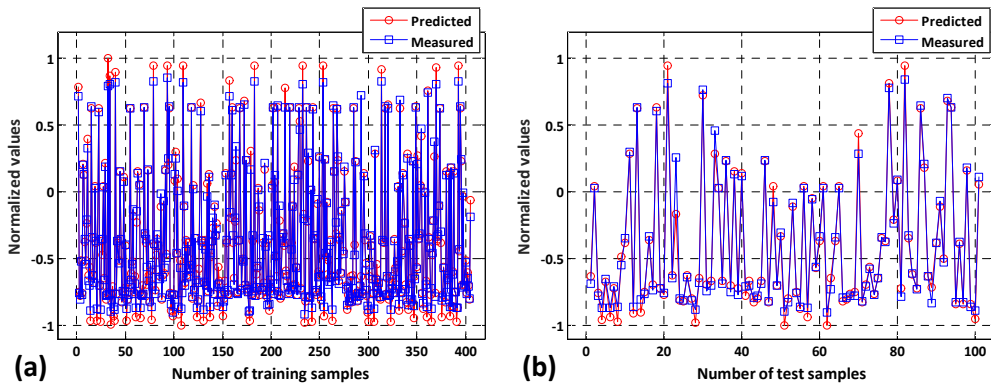 Predicted
Measured
1
0.5
0
-0.5
-1
Normalized values
0 50 100 150 200 250 300 350 400
Number of training samples
(a)
Predicted
Measured
1
0.5
0
-0.5
-1
Normalized values
0 20 40 60 80 100
Number of test samples
(b)